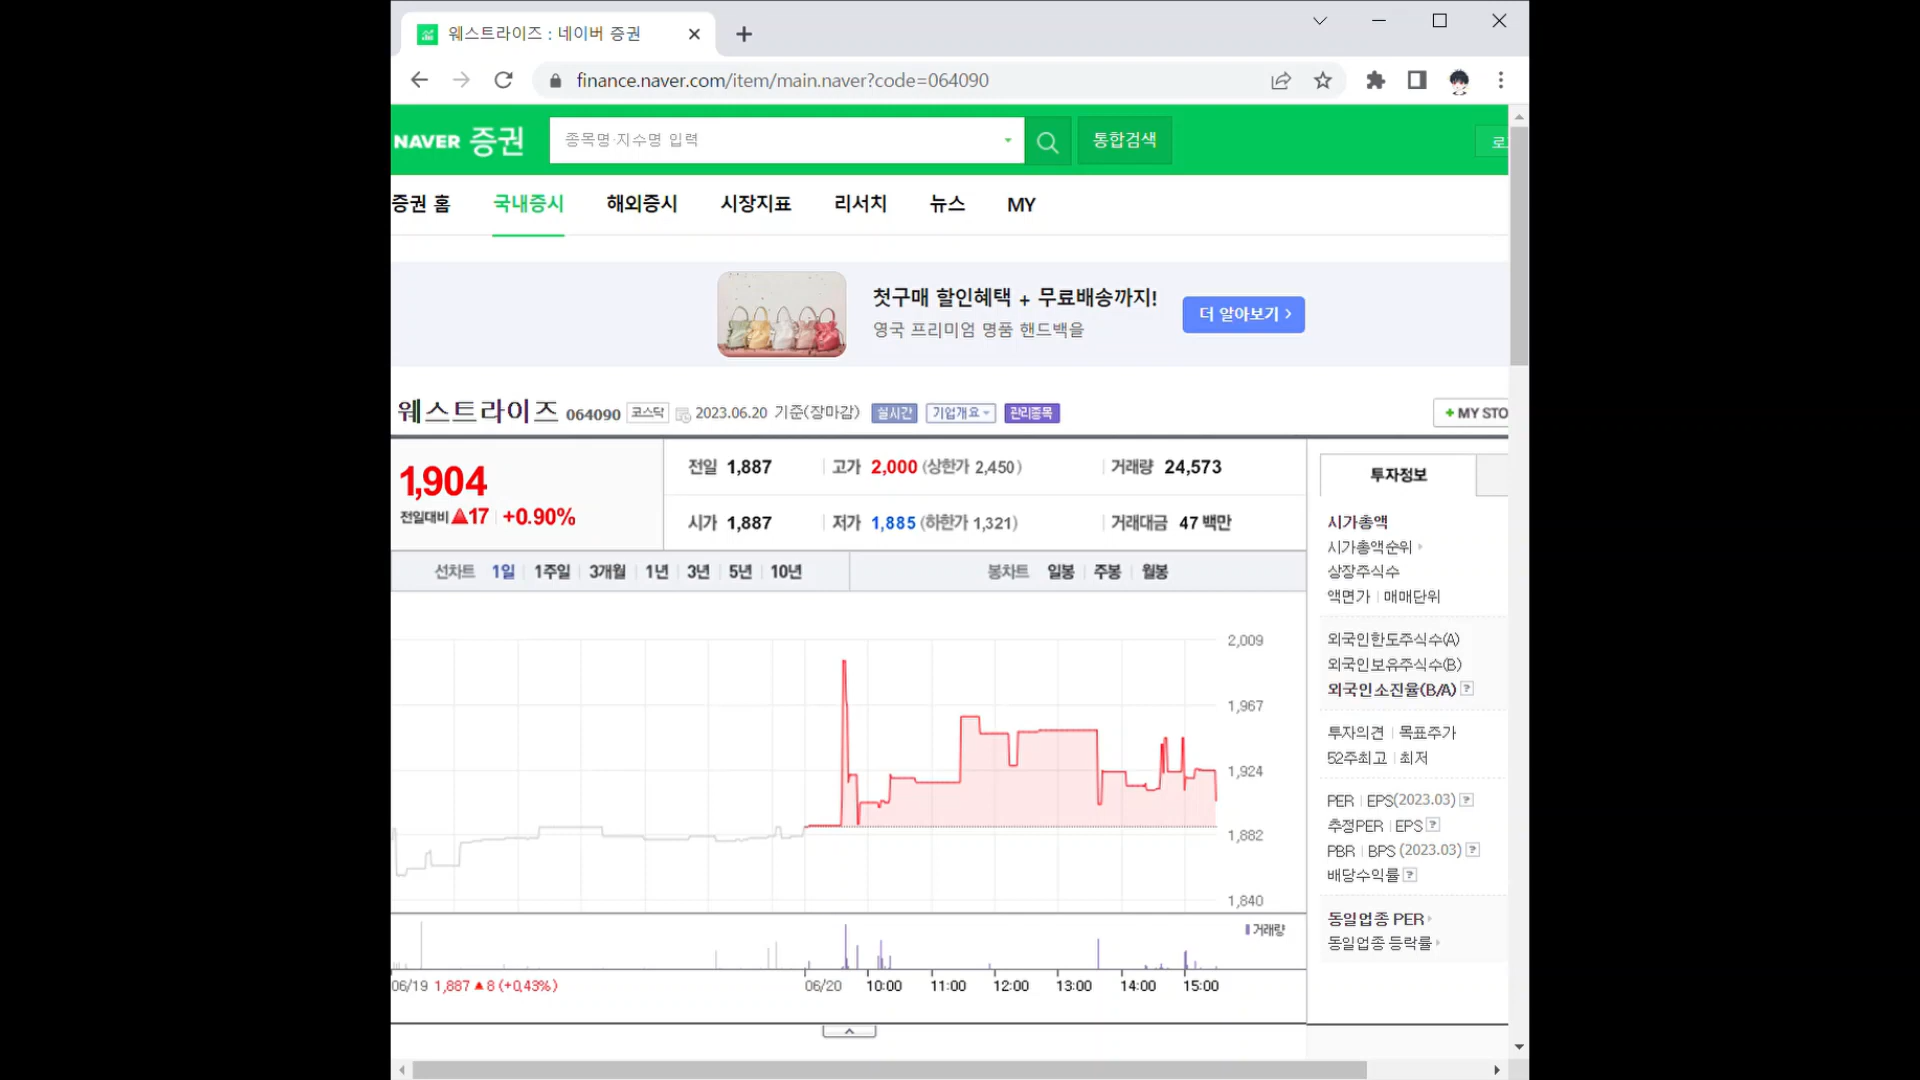 웨스트라이즈 : 네이버 증권
finance.naver.com/item/main.naver?code=064090
NAVER 증권
종목명·지수명 입력
통합검색
증권 홈 국내증시 해외증시 시장지표 리서치 뉴스 MY
첫구매 할인혜택 + 무료배송까지!
영국 프리미엄 명품 핸드백을
더 알아보기
웨스트라이즈 064090 코스닥 2023.06.20 기준(장마감) 실시간 기업개요 관리종목
+ MY STO
1,904
전일대비 ▲17 +0.90%
전일 1,887 고가 2,000 (상한가 2,450) 거래량 24,573
시가 1,887 저가 1,885 (하한가 1,321) 거래대금 47 백만
선차트 1일 1주일 3개월 1년 3년 5년 10년 봉차트 일봉 주봉 월봉
2,009
1,967
1,924
1,882
1,840
거래량
06/19 1,887 ▲ 8 (+0,43%)
06/20 10:00 11:00 12:00 13:00 14:00 15:00
투자정보
시가총액
시가총액순위
상장주식수
액면가 매매단위
외국인한도주식수(A)
외국인보유주식수(B)
외국인소진율(B/A) ?
투자의견 목표주가
52주최고 최저
PER EPS(2023.03) ?
추정PER EPS ?
PBR BPS (2023.03) ?
배당수익률 ?
동일업종 PER
동일업종 등락률